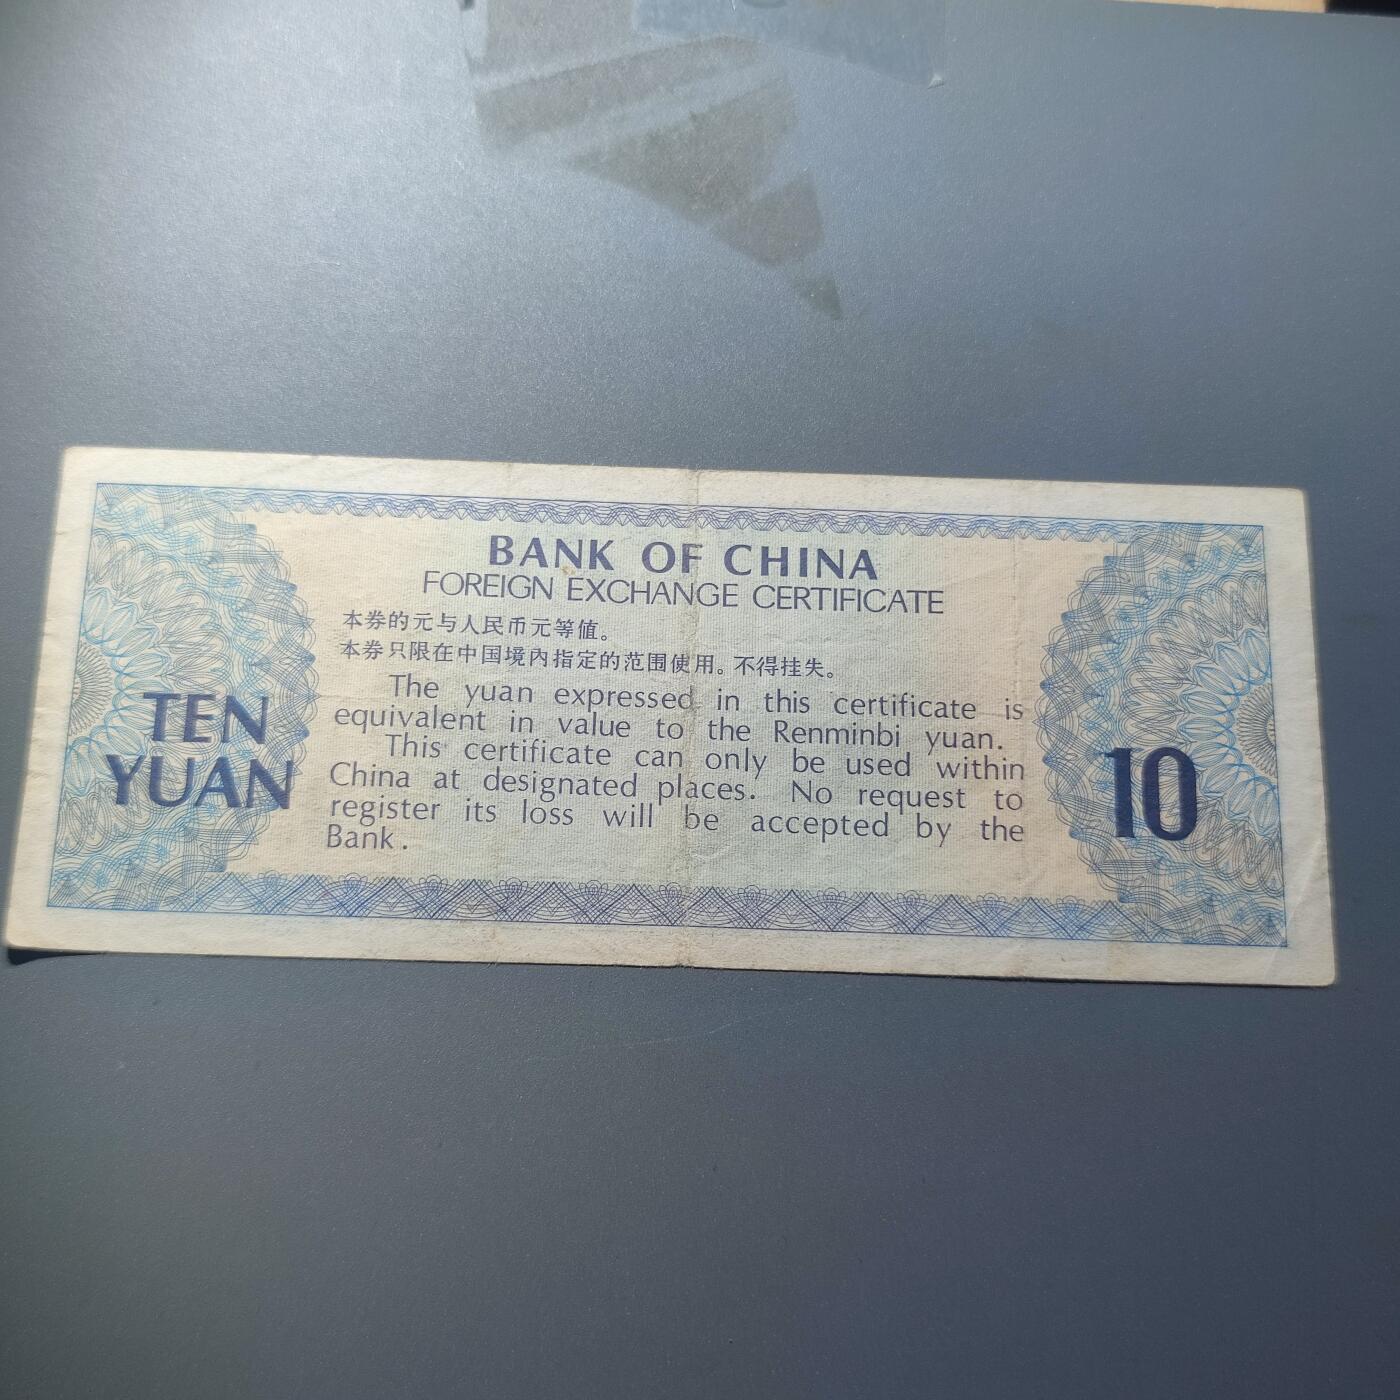 BANK OF CHINA
FOREIGN EXCHANGE CERTIFICATE
本券的元与人民币元等值。
本券只限在中国境内指定的范围使用。不得挂失。
The yuan expressed in this certificate is
equivalent in value to the Renminbi yuan.
This certificate can only be used within
China at designated places. No request to
register its loss will be accepted by the
Bank.
TEN
YUAN
10